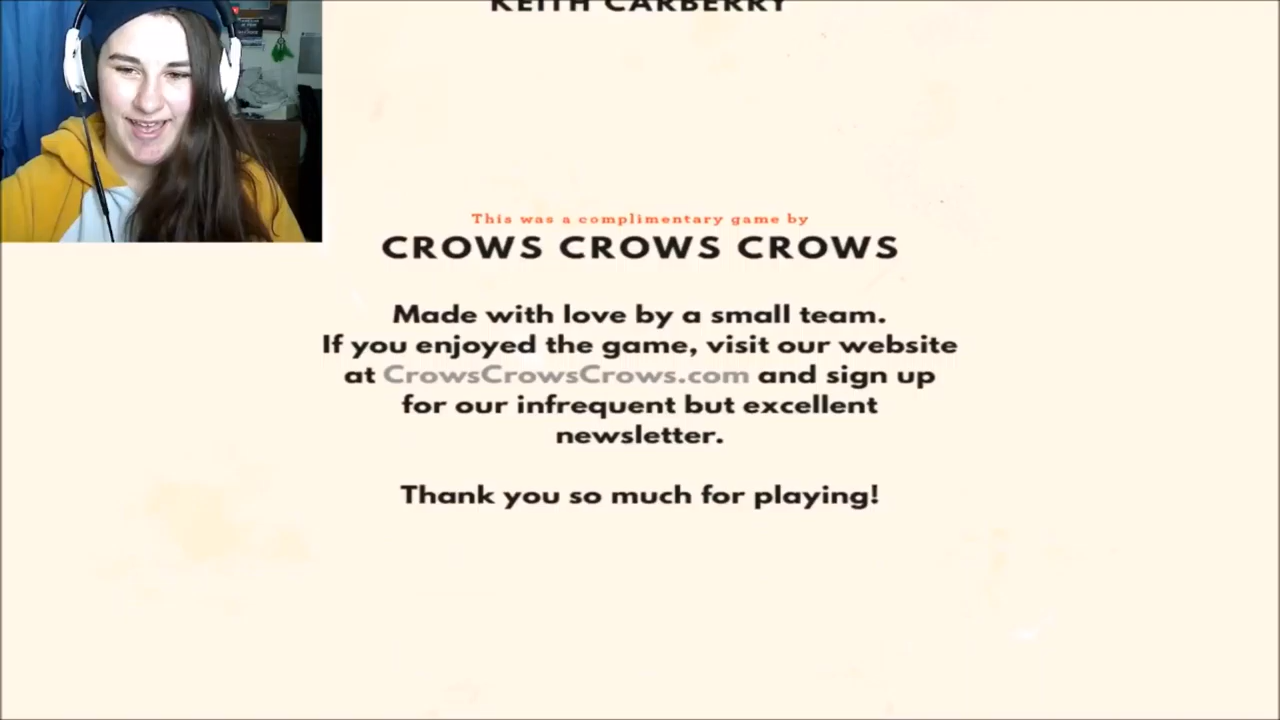 KEITH CARBERRY
This was a complimentary game by
CROWS CROWS CROWS
Made with love by a small team.
If you enjoyed the game, visit our website
at CrowsCrowsCrows.com and sign up
for our infrequent but excellent
newsletter.
Thank you so much for playing!